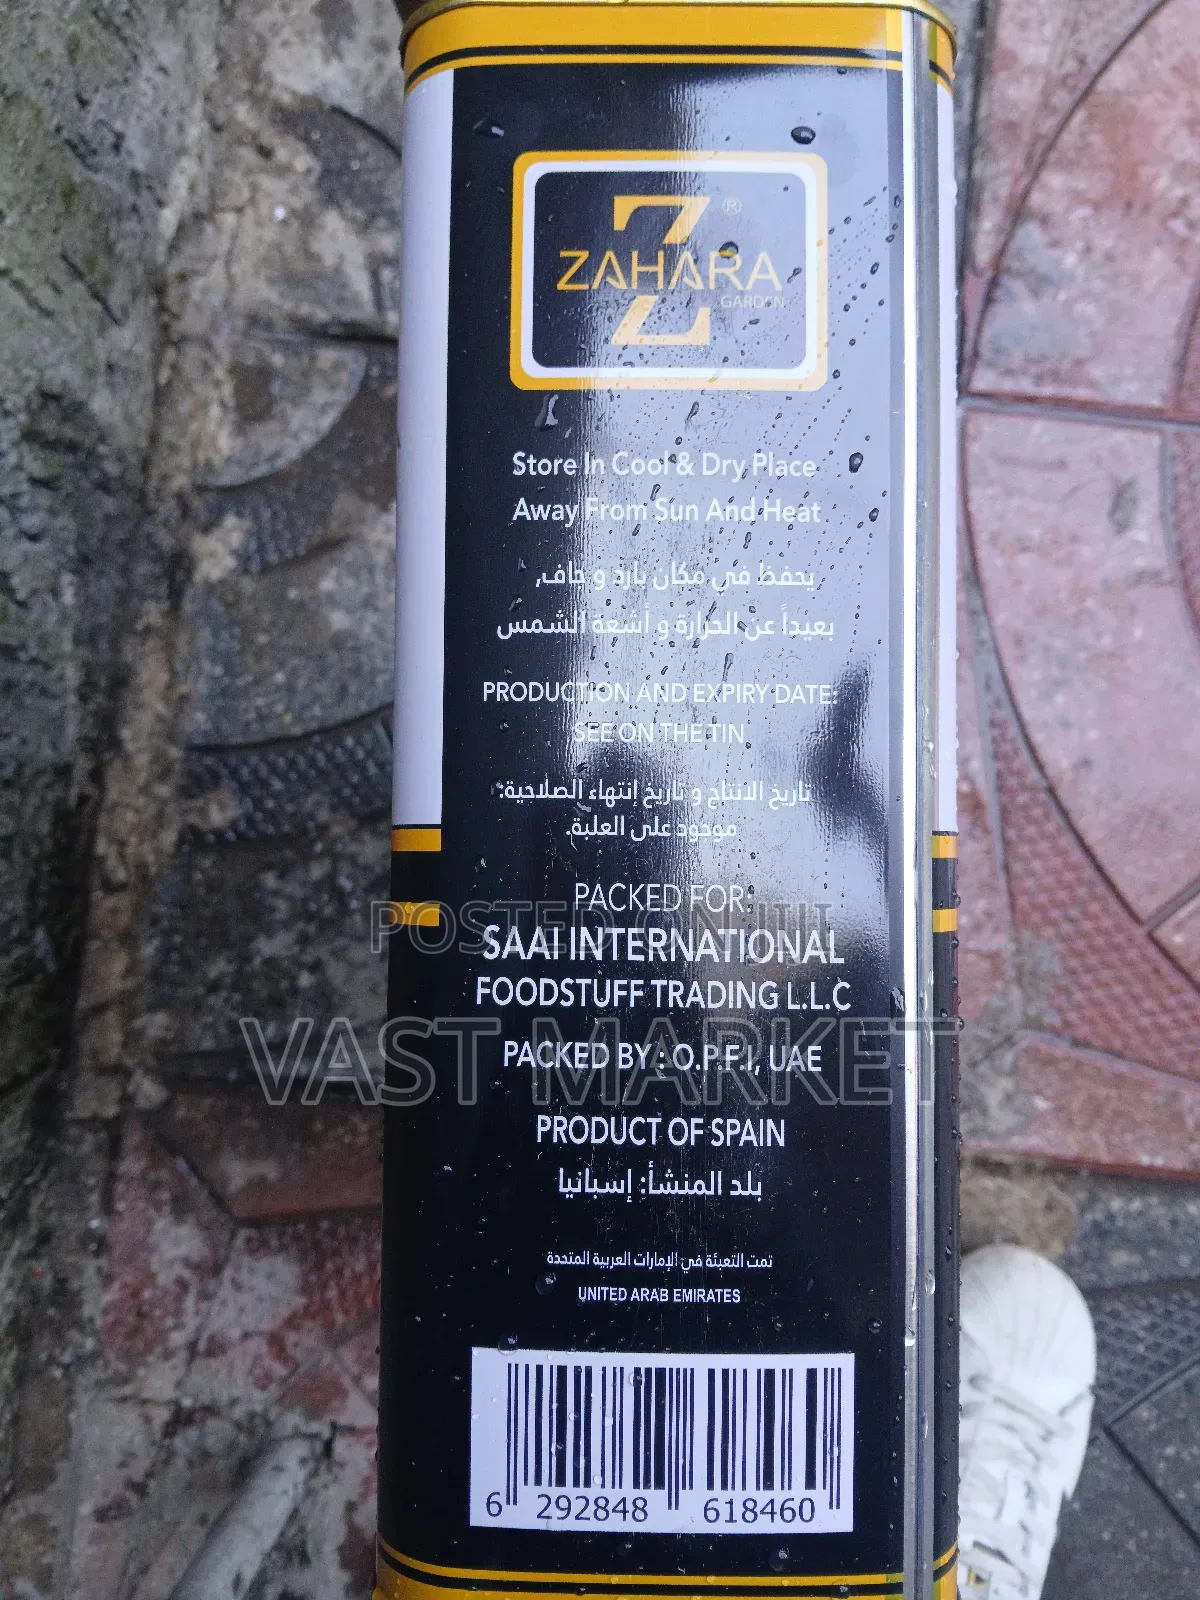 Z ®
ZAHARA
GARDEN
Store In Cool & Dry Place
Away From Sun And Heat
يحفظ في مكان بارد و جاف,
بعيداً عن الحرارة و أشعة الشمس
PRODUCTION AND EXPIRY DATE:
SEE ON THE TIN
تاريخ الانتاج و تاريخ إنتهاء الصلاحية:
موجود على العلبة.
PACKED FOR:
POSTED ON JIJI
SAAI INTERNATIONAL
FOODSTUFF TRADING L.L.C
VAST MARKET
PACKED BY : O.P.F.I, UAE
PRODUCT OF SPAIN
بلد المنشأ: إسبانيا
تمت التعبئة في الإمارات العربية المتحدة
UNITED ARAB EMIRATES
6 292848 618460